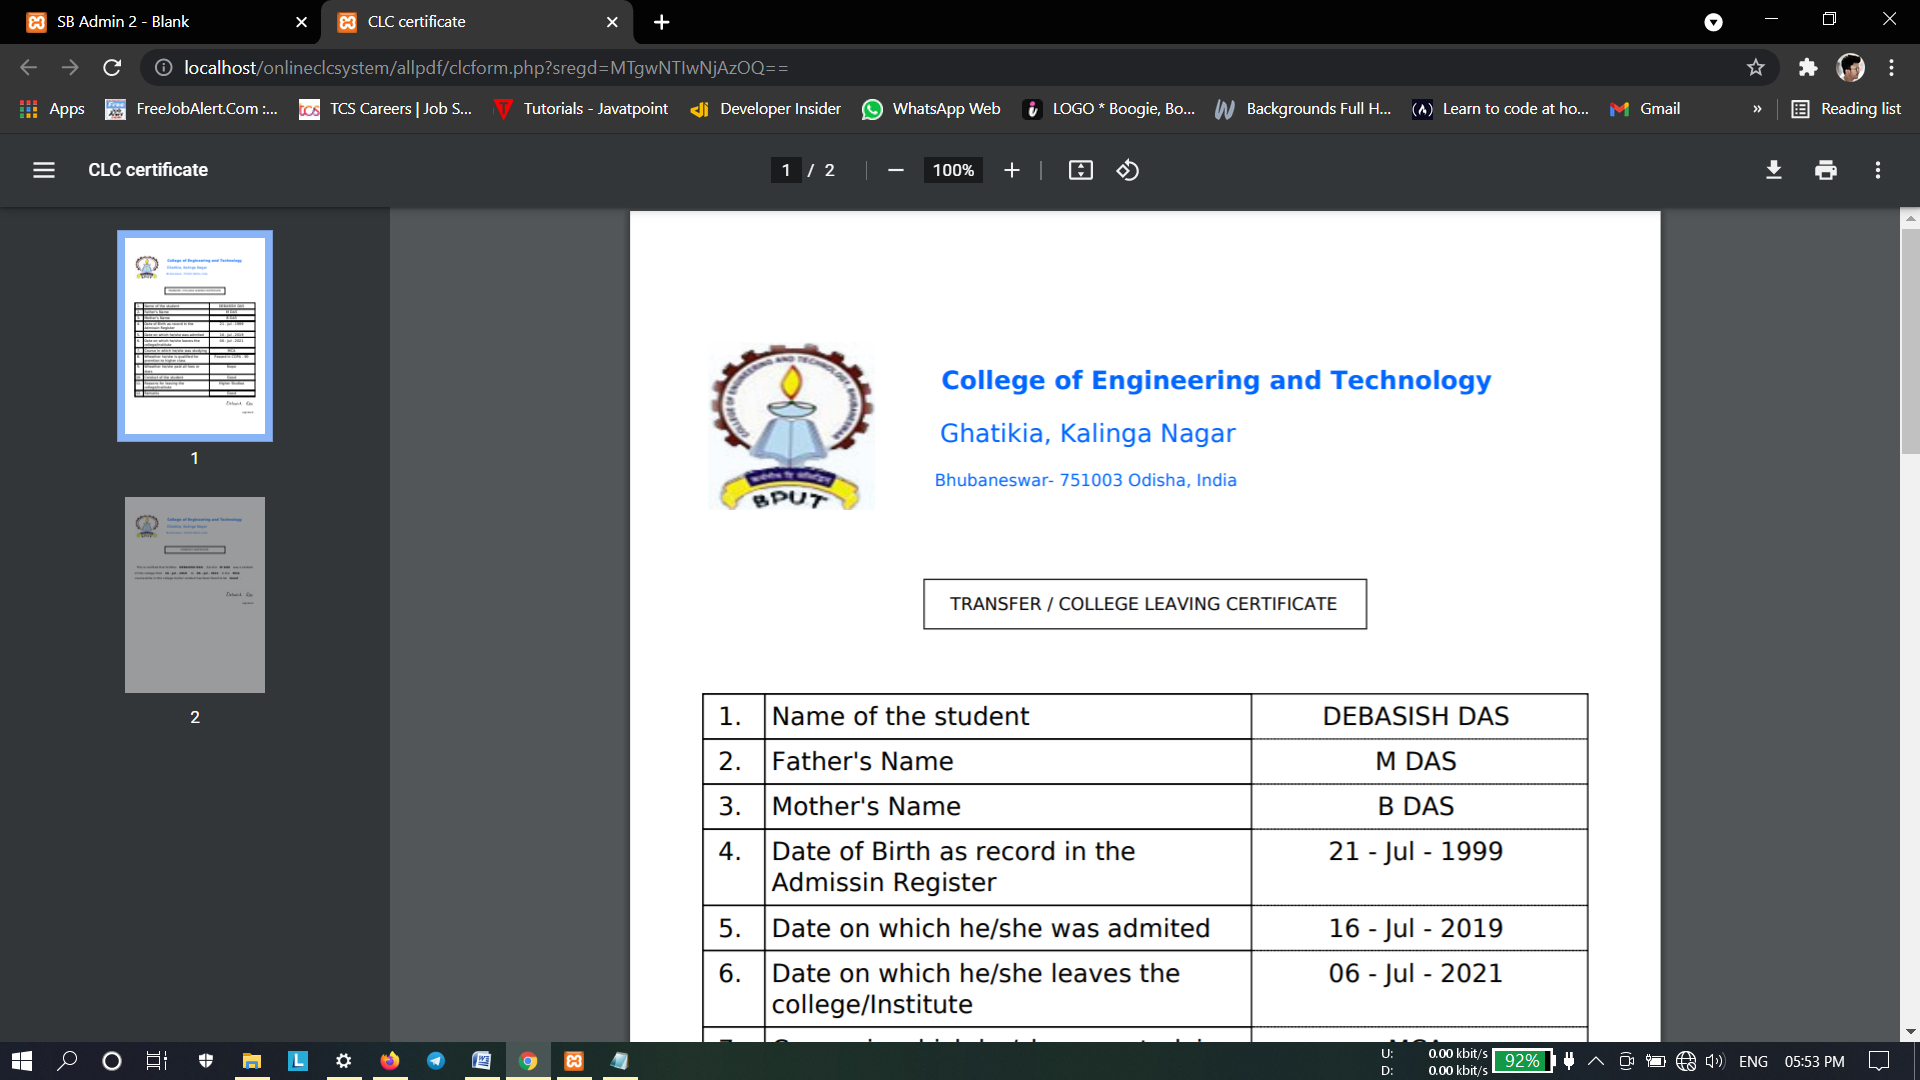 SB Admin 2 - Blank
CLC certificate
localhost/onlineclcsystem/allpdf/clcform.php?sregd=MTgwNTIwNjAzOQ==
Apps
FreeJobAlert.Com :...
TCS Careers | Job S...
Tutorials - Javatpoint
Developer Insider
WhatsApp Web
LOGO * Boogie, Bo...
Backgrounds Full H...
Learn to code at ho...
Gmail
»
Reading list
CLC certificate
1 / 2
100%
1
2
COLLEGE OF ENGINEERING AND TECHNOLOGY, BHUBANESWAR
BPUT
College of Engineering and Technology
Ghatikia, Kalinga Nagar
Bhubaneswar- 751003 Odisha, India
TRANSFER / COLLEGE LEAVING CERTIFICATE
1. Name of the student DEBASISH DAS
2. Father's Name M DAS
3. Mother's Name B DAS
4. Date of Birth as record in the 21 - Jul - 1999
Admissin Register
5. Date on which he/she was admited 16 - Jul - 2019
6. Date on which he/she leaves the 06 - Jul - 2021
college/Institute
U: 0.00 kbit/s
D: 0.00 kbit/s
92%
ENG
05:53 PM